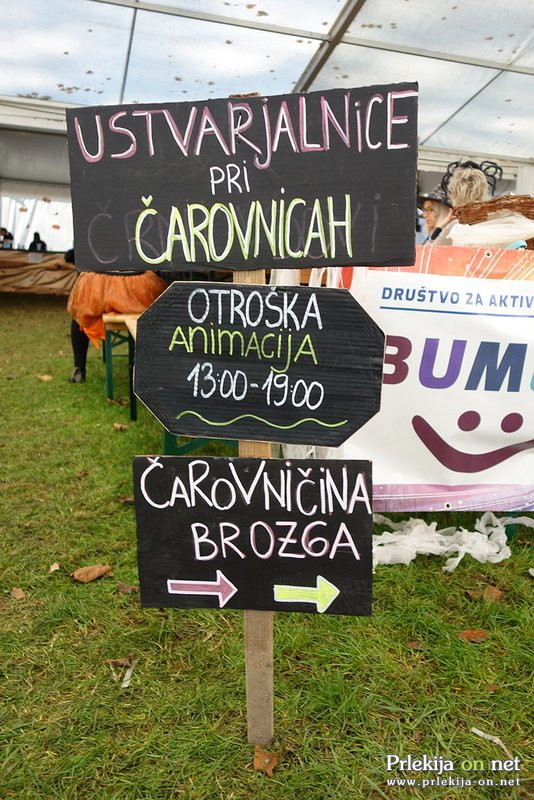 USTVARJALNICE
PRI
ČAROVNICAH
OTROŠKA
ANIMACIJA
13:00-19:00
ČAROVNIČINA
BROZGA
DRUŠTVO ZA AKTIV
BUM
Prlekija on net
www.prlekija-on.net